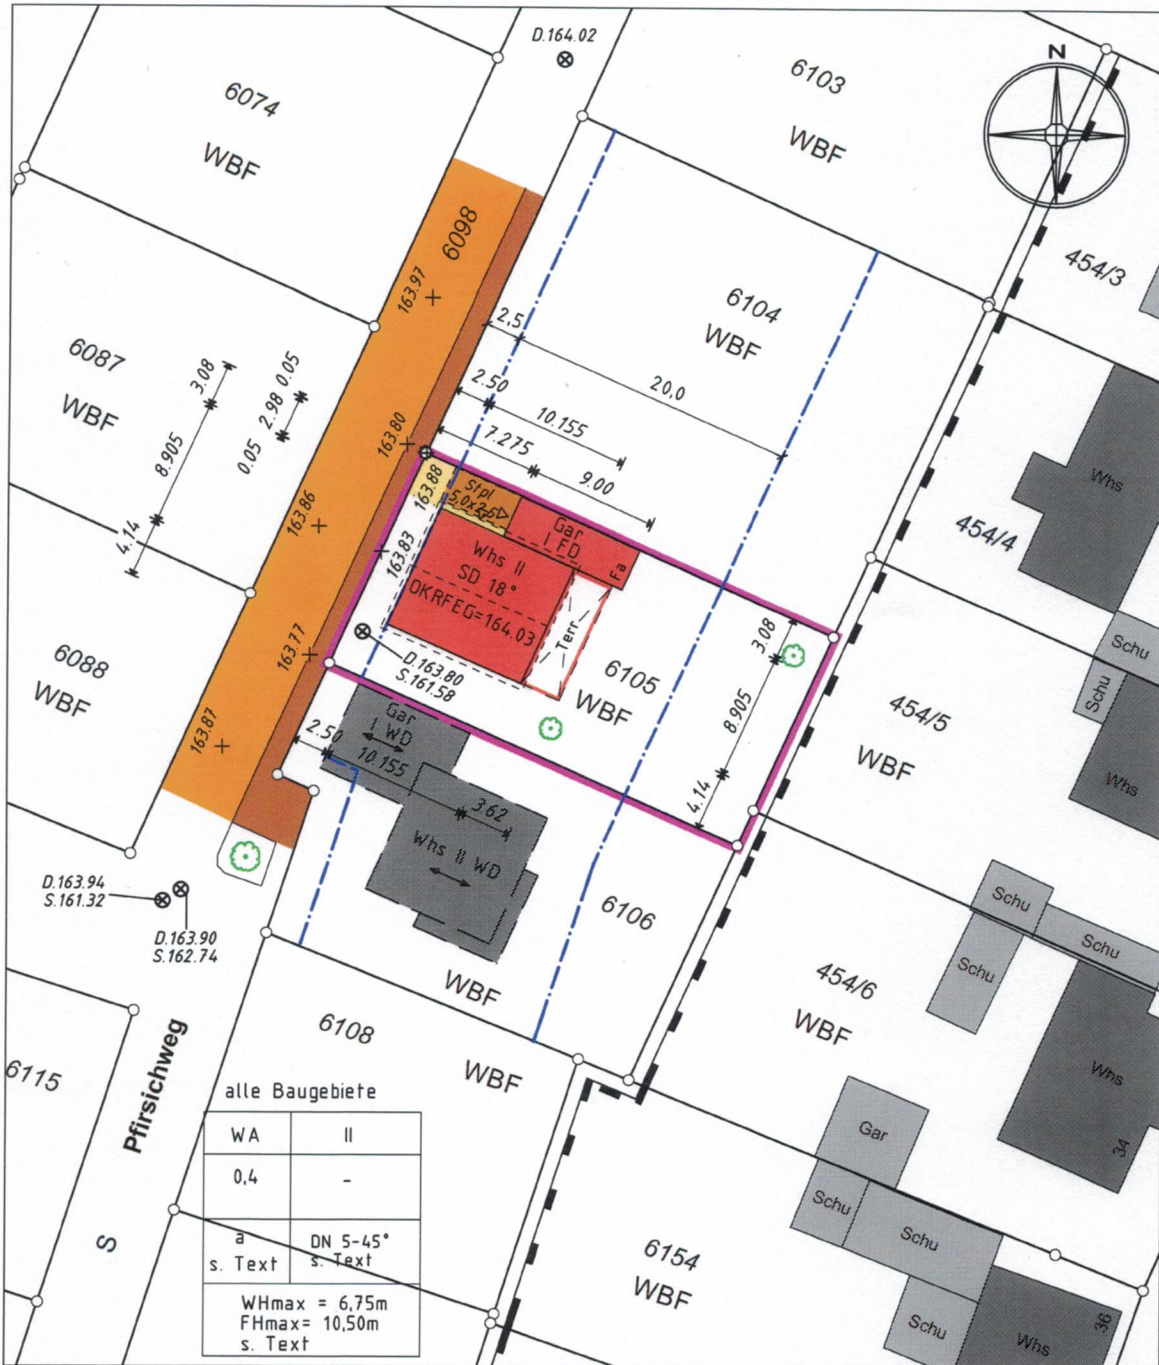 D.164.02
6103
WBF
N
6074
WBF
6098
454/3
163.97
6104
WBF
2,5
20,0
6087
WBF
3.08
8.905
4.14
0.05
2.98
0.05
2.50
10.155
7.275
9.00
163.80
163.88
Stpl
5,0x2,5
Gar
I FD
Fa
Whs
454/4
163.86
163.83
Whs II
SD 18°
OKRFEG=164.03
Terr
6105
WBF
3.08
8.905
4.14
Schu
Schu
454/5
WBF
Whs
6088
WBF
163.77
D.163.80
S.161.58
163.87
2.50
Gar
I WD
10.155
3.62
Whs II WD
6106
WBF
D.163.94
S.161.32
D.163.90
S.162.74
Schu
Schu
Schu
454/6
WBF
Whs
34
6108
WBF
6115
Pfirsichweg
S
alle Baugebiete
WA II
0,4 -
a DN 5-45°
s. Text s. Text
WHmax = 6,75m
FHmax= 10,50m
s. Text
Gar
Schu
Schu
Schu
6154
WBF
Whs
36